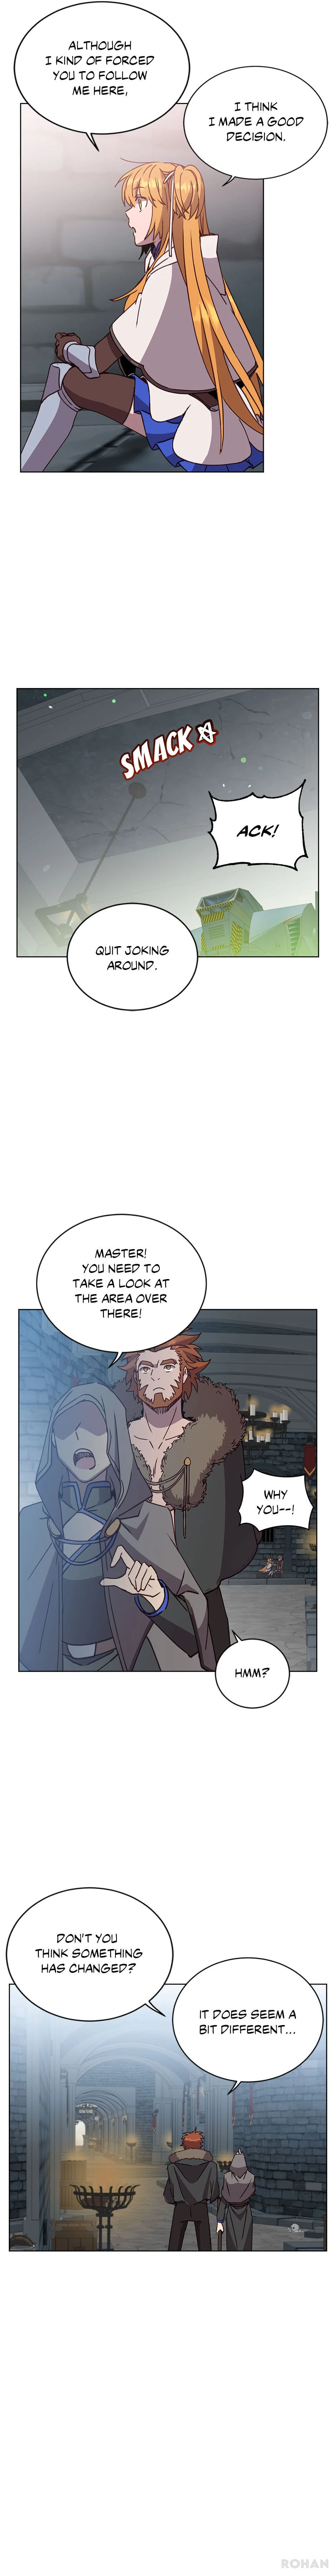 ALTHOUGH
I KIND OF FORCED
YOU TO FOLLOW
ME HERE,
I THINK
I MADE A GOOD
DECISION.
SMACK
ACK!
QUIT JOKING
AROUND.
MASTER!
YOU NEED TO
TAKE A LOOK AT
THE AREA OVER
THERE!
WHY
YOU--!
HMM?
DON'T YOU
THINK SOMETHING
HAS CHANGED?
IT DOES SEEM A
BIT DIFFERENT...
ROHAN